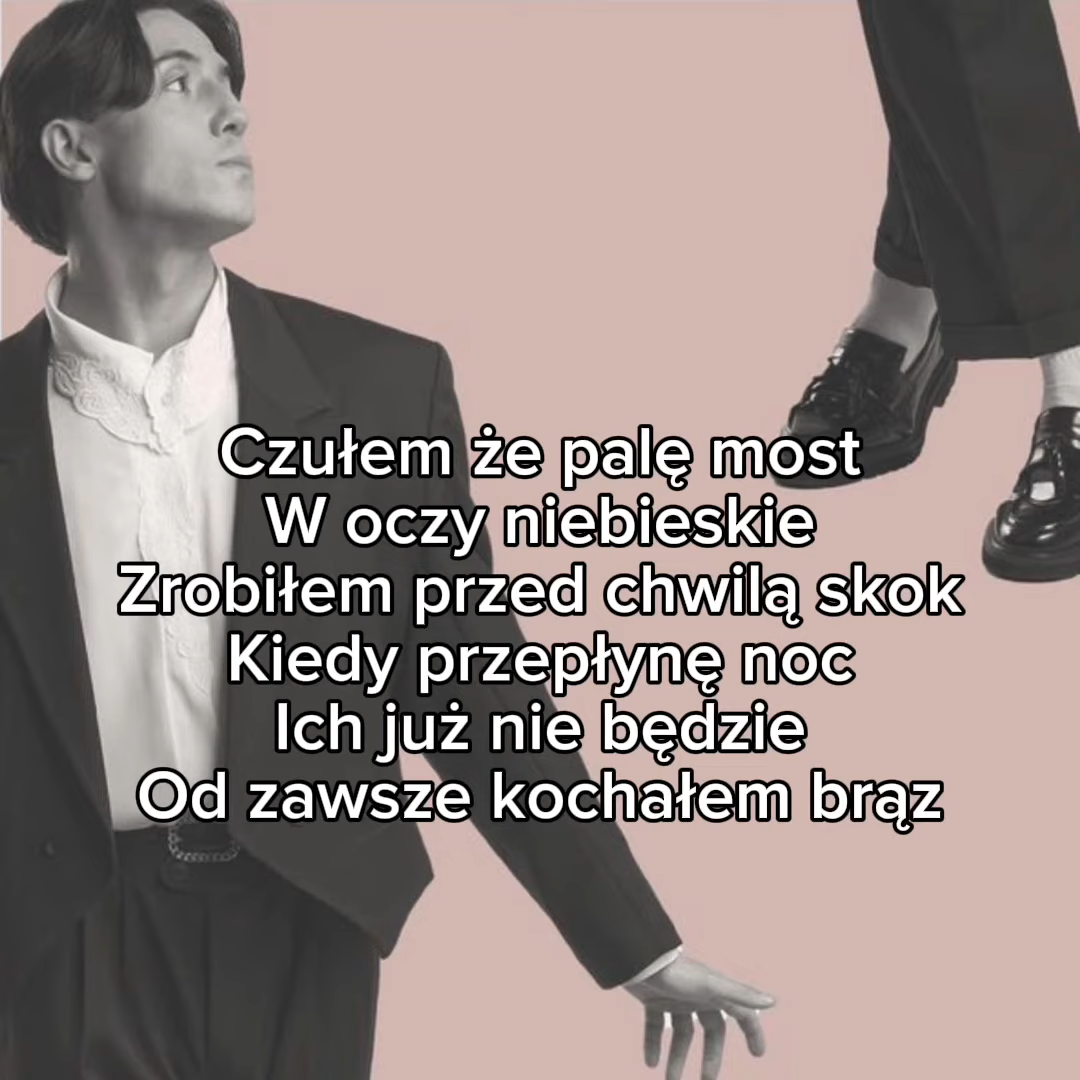 Czułem że palę most
W oczy niebieskie
Zrobiłem przed chwilą skok
Kiedy przepłynę noc
Ich już nie będzie
Od zawsze kochałem brąz